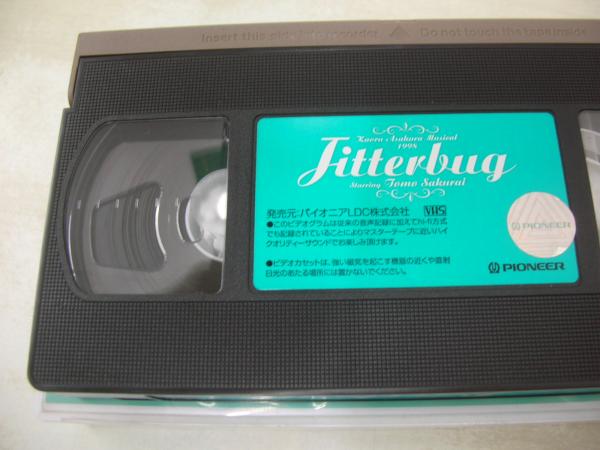 Insert this side into recorder
Do not touch the tape inside
Kaoru Asakura Musical
1998
Jitterbug
Starring Tomo Sakurai
発売元:パイオニアLDC株式会社 VHS
●このビデオグラムは従来の音声記録に加えてハイ方式
でも記録されていることによりマスターテープに近いハイ
クオリティーサウンドでお楽しみ頂けます。
●ビデオカセットは、強い磁気を起こす機器の近くや直射
日光のあたる場所には置かないでください。
PIONEER
PIONEER